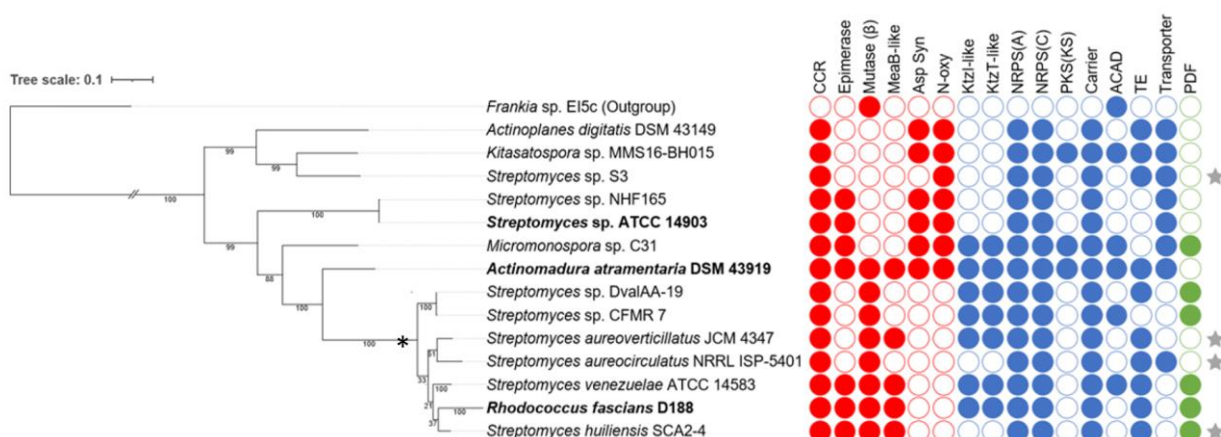 CCR
Epimerase
Mutase (β)
MeaB-like
Asp Syn
N-oxy
KtzI-like
KtzT-like
NRPS(A)
NRPS(C)
PKS(KS)
Carrier
ACAD
TE
Transporter
PDF
Tree scale: 0.1
Frankia sp. EI5c (Outgroup)
Actinoplanes digitatis DSM 43149
99
Kitasatospora sp. MMS16-BH015
99
Streptomyces sp. S3
100
Streptomyces sp. NHF165
100
Streptomyces sp. ATCC 14903
99
Micromonospora sp. C31
88
Actinomadura atramentaria DSM 43919
100
Streptomyces sp. DvalAA-19
100
Streptomyces sp. CFMR 7
100
*
Streptomyces aureoverticillatus JCM 4347
51
Streptomyces aureocirculatus NRRL ISP-5401
33
Streptomyces venezuelae ATCC 14583
21
Rhodococcus fascians D188
37
Streptomyces huiliensis SCA2-4